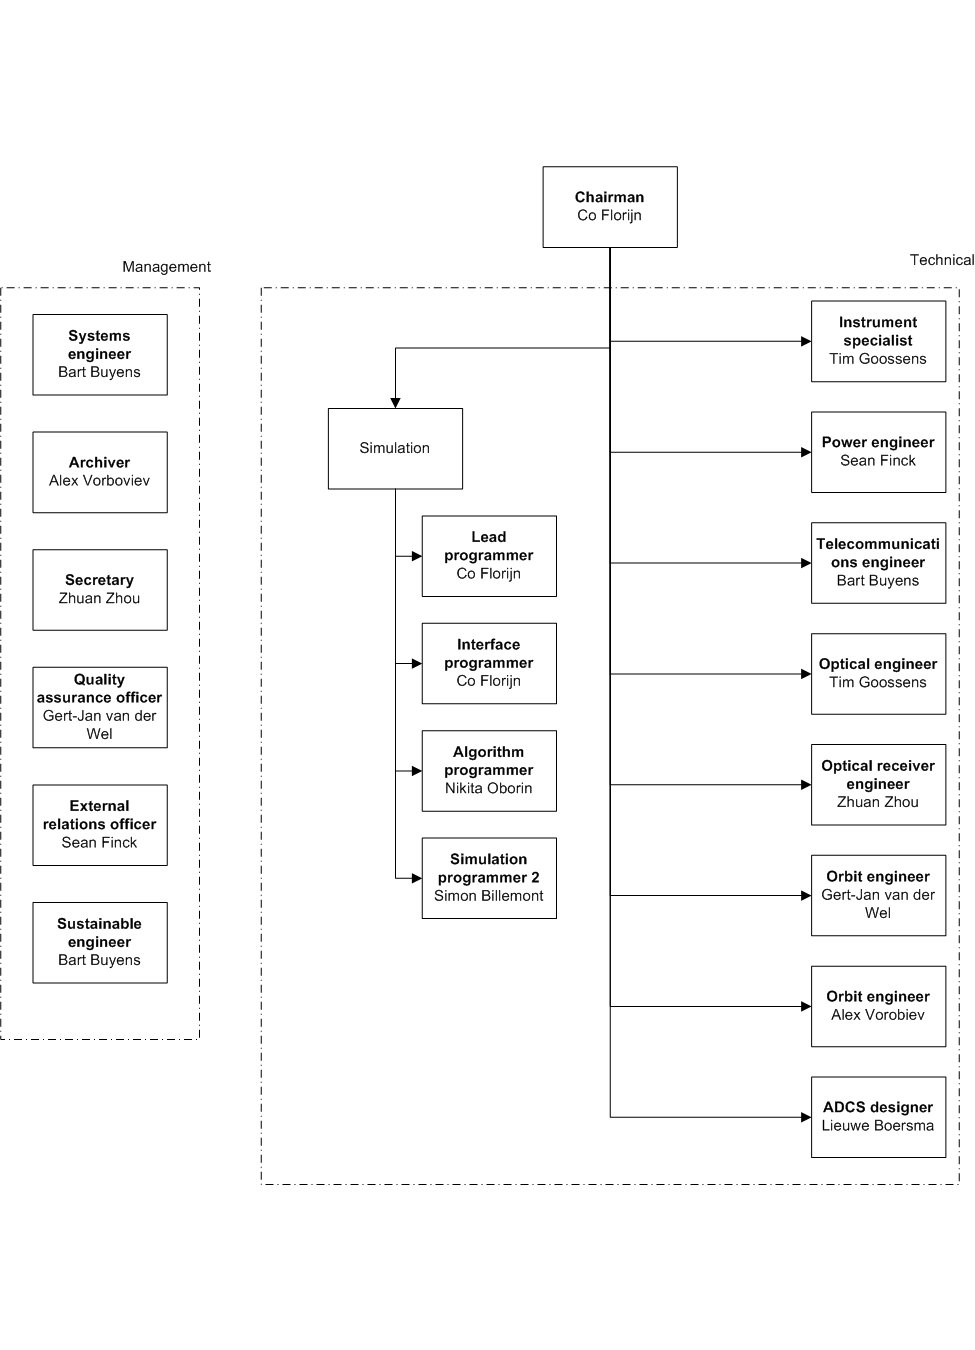 Chairman
Co Florijn
Management
Technical
Systems
engineer
Bart Buyens
Archiver
Alex Vorboviev
Secretary
Zhuan Zhou
Quality
assurance officer
Gert-Jan van der
Wel
External
relations officer
Sean Finck
Sustainable
engineer
Bart Buyens
Simulation
Lead
programmer
Co Florijn
Interface
programmer
Co Florijn
Algorithm
programmer
Nikita Oborin
Simulation
programmer 2
Simon Billemont
Instrument
specialist
Tim Goossens
Power engineer
Sean Finck
Telecommunicati
ons engineer
Bart Buyens
Optical engineer
Tim Goossens
Optical receiver
engineer
Zhuan Zhou
Orbit engineer
Gert-Jan van der
Wel
Orbit engineer
Alex Vorobiev
ADCS designer
Lieuwe Boersma